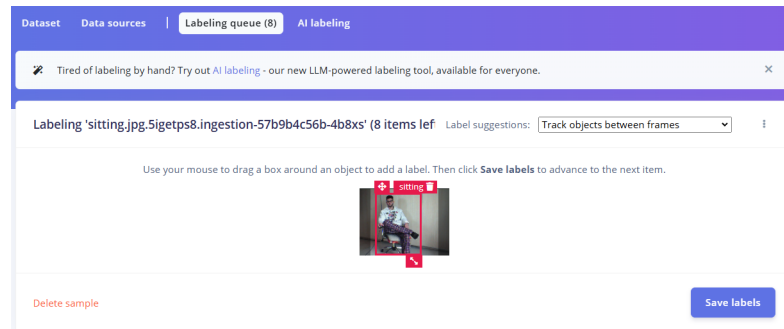 Dataset Data sources | Labeling queue (8) AI labeling
Tired of labeling by hand? Try out AI labeling - our new LLM-powered labeling tool, available for everyone. ×
Labeling 'sitting.jpg.5igetps8.ingestion-57b9b4c56b-4b8xs' (8 items lef Label suggestions: Track objects between frames
Use your mouse to drag a box around an object to add a label. Then click Save labels to advance to the next item.
sitting
Delete sample Save labels